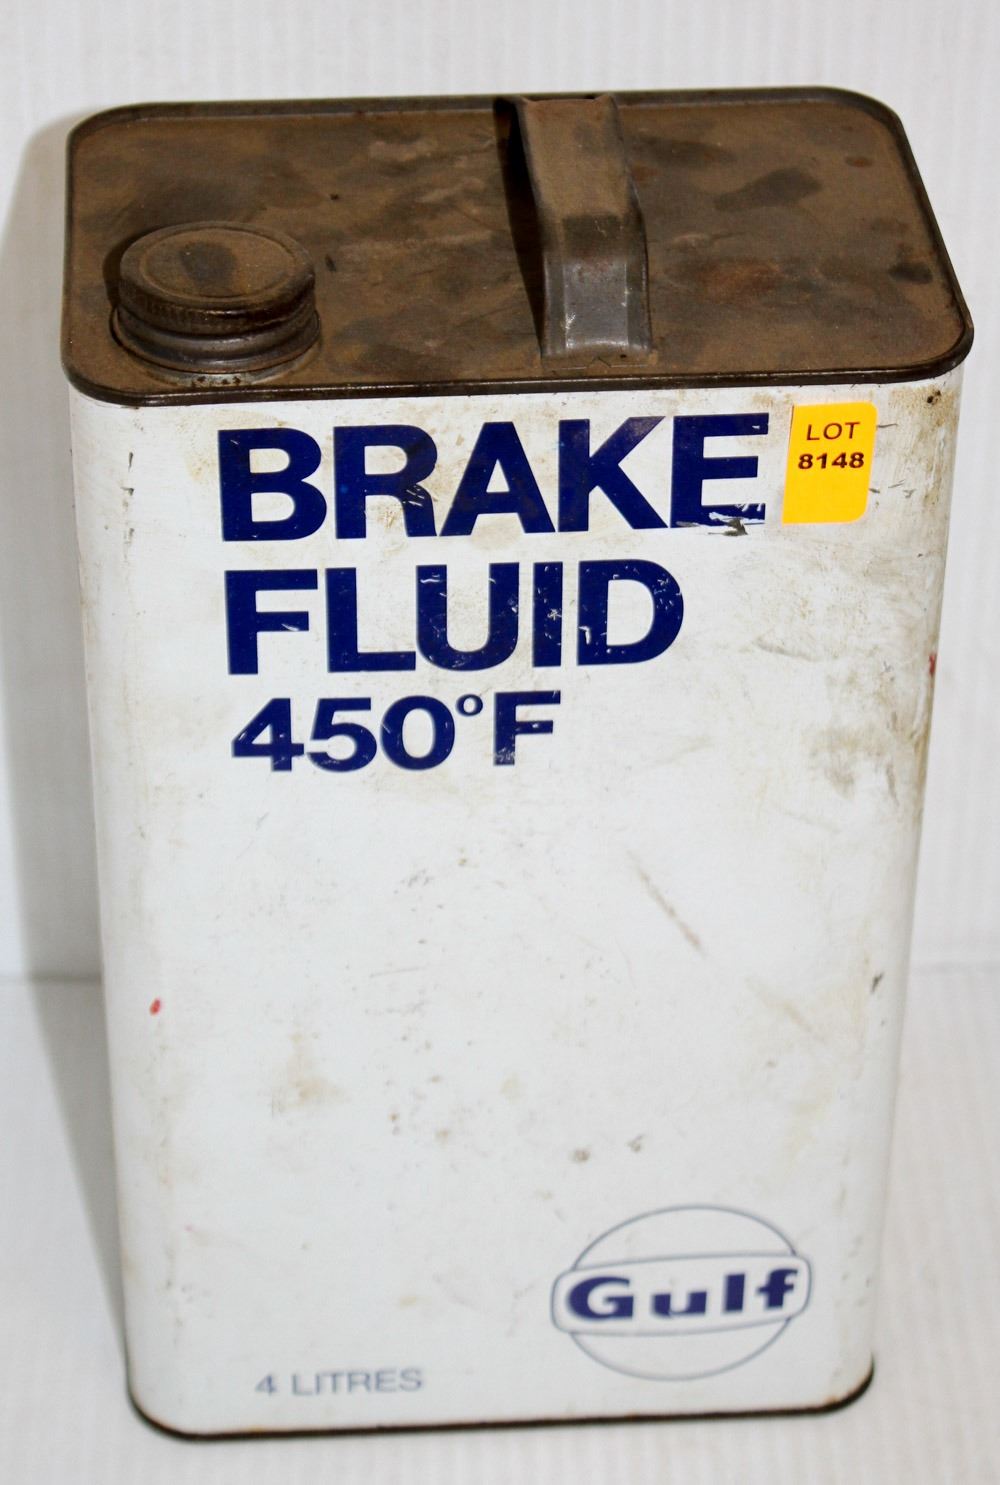 BRAKE
FLUID
450°F
LOT
8148
Gulf
4 LITRES